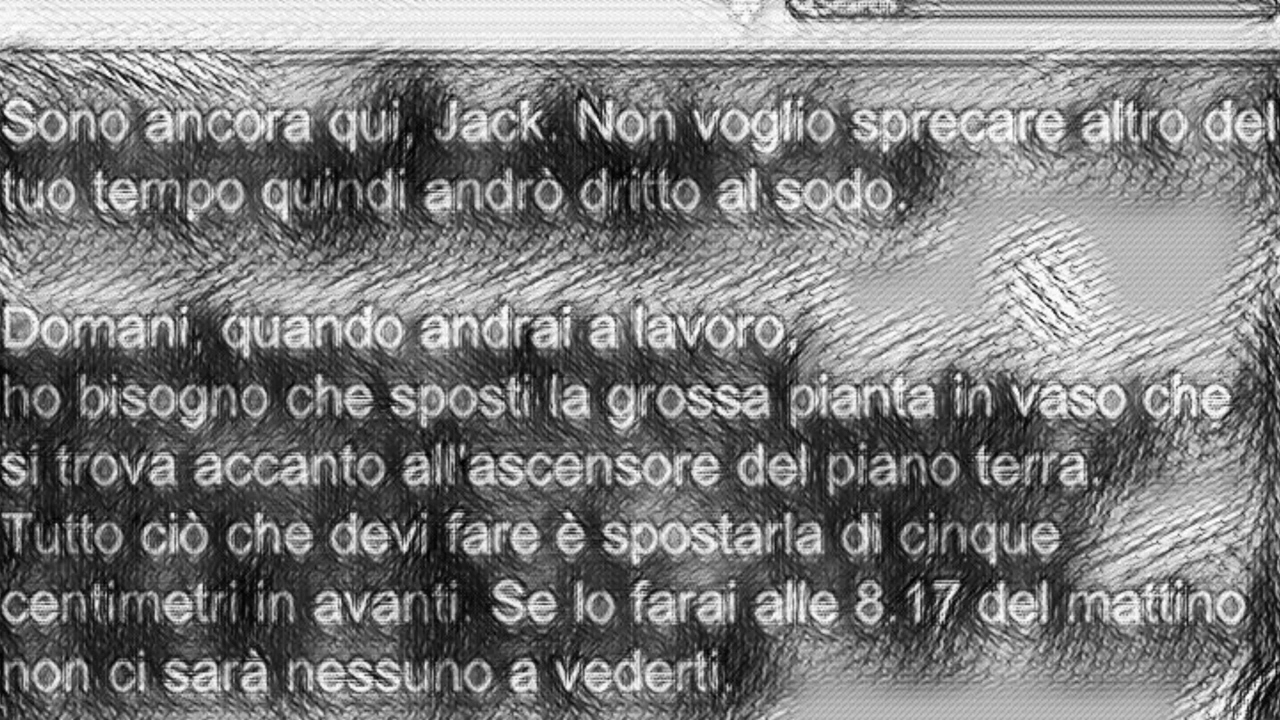 Sono ancora qui, Jack. Non voglio sprecare altro del
tuo tempo quindi andrò dritto al sodo.
Domani, quando andrai a lavoro,
ho bisogno che sposti la grossa pianta in vaso che
si trova accanto all'ascensore del piano terra.
Tutto ciò che devi fare è spostarla di cinque
centimetri in avanti. Se lo farai alle 8.17 del mattino
non ci sarà nessuno a vederti.